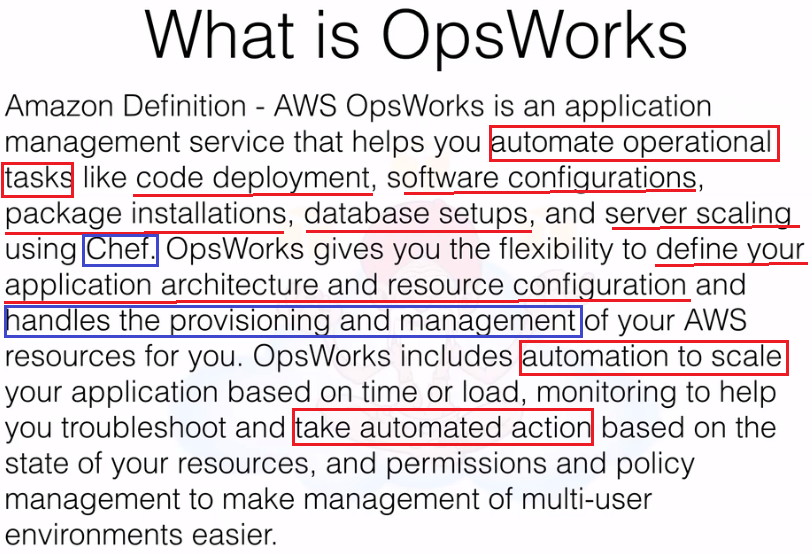 What is OpsWorks
Amazon Definition - AWS OpsWorks is an application
management service that helps you automate operational
tasks like code deployment, software configurations,
package installations, database setups, and server scaling
using Chef. OpsWorks gives you the flexibility to define your
application architecture and resource configuration and
handles the provisioning and management of your AWS
resources for you. OpsWorks includes automation to scale
your application based on time or load, monitoring to help
you troubleshoot and take automated action based on the
state of your resources, and permissions and policy
management to make management of multi-user
environments easier.